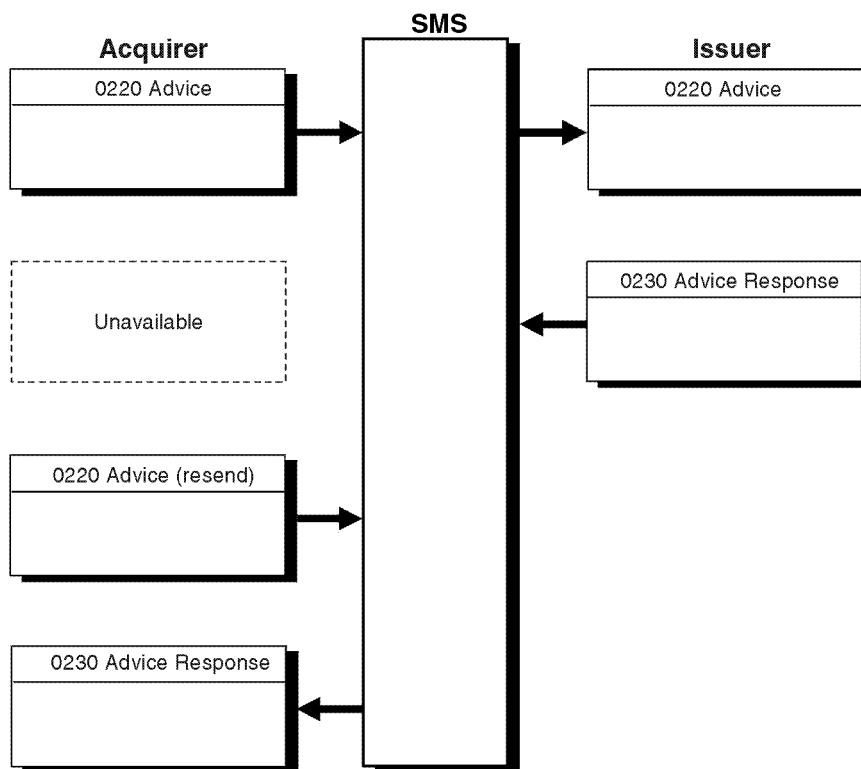 SMS
Acquirer
Issuer
0220 Advice
0220 Advice
Unavailable
0230 Advice Response
0220 Advice (resend)
0230 Advice Response